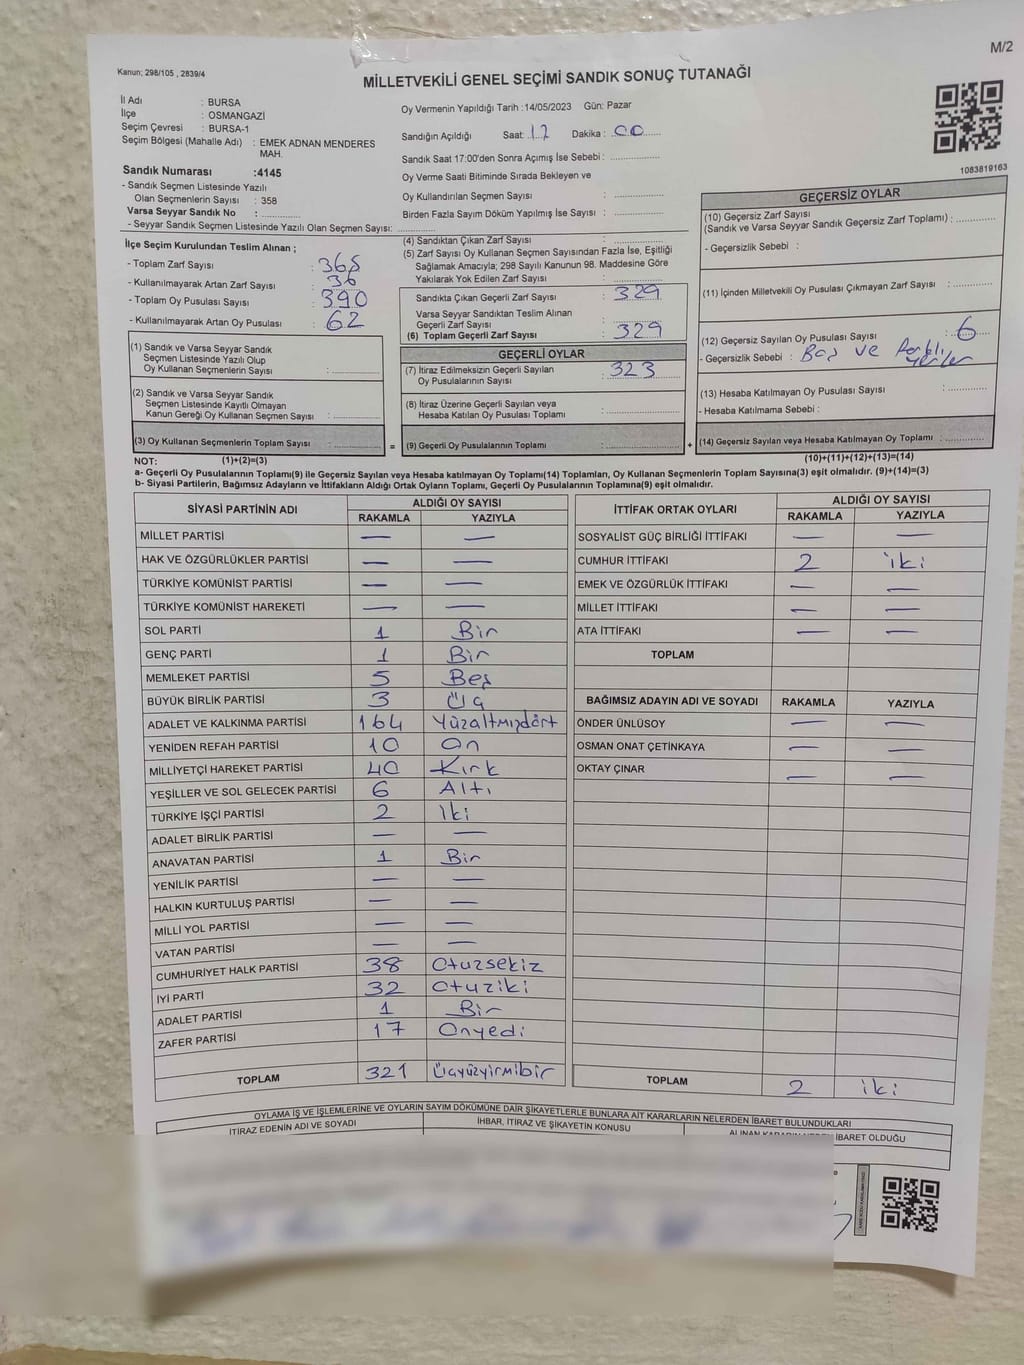 M/2
Kanun; 298/105 , 2839/4
MİLLETVEKİLİ GENEL SEÇİMİ SANDIK SONUÇ TUTANAĞI
İl Adı : BURSA
İlçe : OSMANGAZİ
Seçim Çevresi : BURSA-1
Seçim Bölgesi (Mahalle Adı) : EMEK ADNAN MENDERES MAH.
Sandık Numarası :4145
- Sandık Seçmen Listesinde Yazılı
Olan Seçmenlerin Sayısı : 358
Varsa Seyyar Sandık No :
- Seyyar Sandık Seçmen Listesinde Yazılı Olan Seçmen Sayısı:
Oy Vermenin Yapıldığı Tarih :14/05/2023 Gün: Pazar
Sandığın Açıldığı Saat: 17 Dakika : 00
Sandık Saat 17:00'den Sonra Açımış İse Sebebi :
Oy Verme Saati Bitiminde Sırada Bekleyen ve
Oy Kullandırılan Seçmen Sayısı :
Birden Fazla Sayım Döküm Yapılmış İse Sayısı :
1083819163
İlçe Seçim Kurulundan Teslim Alınan ;
- Toplam Zarf Sayısı : 365
- Kullanılmayarak Artan Zarf Sayısı : 36
- Toplam Oy Pusulası Sayısı : 390
- Kullanılmayarak Artan Oy Pusulası : 62
(1) Sandık ve Varsa Seyyar Sandık
Seçmen Listesinde Yazılı Olup
Oy Kullanan Seçmenlerin Sayısı :
(2) Sandık ve Varsa Seyyar Sandık
Seçmen Listesinde Kayıtlı Olmayan
Kanun Gereği Oy Kullanan Seçmen Sayısı :
(3) Oy Kullanan Seçmenlerin Toplam Sayısı :
(1)+(2)=(3)
(4) Sandıktan Çıkan Zarf Sayısı :
(5) Zarf Sayısı Oy Kullanan Seçmen Sayısından Fazla İse, Eşitliği
Sağlamak Amacıyla; 298 Sayılı Kanunun 98. Maddesine Göre
Yakılarak Yok Edilen Zarf Sayısı :
Sandıkta Çıkan Geçerli Zarf Sayısı : 329
Varsa Seyyar Sandıktan Teslim Alınan
Geçerli Zarf Sayısı :
(6) Toplam Geçerli Zarf Sayısı : 329
GEÇERLİ OYLAR
(7) İtiraz Edilmeksizin Geçerli Sayılan
Oy Pusulalarının Sayısı : 323
(8) İtiraz Üzerine Geçerli Sayılan veya
Hesaba Katılan Oy Pusulası Toplamı :
= (9) Geçerli Oy Pusulalarının Toplamı :
GEÇERSİZ OYLAR
(10) Geçersiz Zarf Sayısı
(Sandık ve Varsa Seyyar Sandık Geçersiz Zarf Toplamı) :
- Geçersizlik Sebebi :
(11) İçinden Milletvekili Oy Pusulası Çıkmayan Zarf Sayısı :
(12) Geçersiz Sayılan Oy Pusulası Sayısı : 6
- Geçersizlik Sebebi : Boş ve
(13) Hesaba Katılmayan Oy Pusulası Sayısı :
- Hesaba Katılmama Sebebi :
+ (14) Geçersiz Sayılan veya Hesaba Katılmayan Oy Toplamı :
(10)+(11)+(12)+(13)=(14)
NOT:
a- Geçerli Oy Pusulalarının Toplamı(9) ile Geçersiz Sayılan veya Hesaba katılmayan Oy Toplamı(14) Toplamları, Oy Kullanan Seçmenlerin Toplam Sayısına(3) eşit olmalıdır. (9)+(14)=(3)
b- Siyasi Partilerin, Bağımsız Adayların ve İttifakların Aldığı Ortak Oyların Toplamı, Geçerli Oy Pusulalarının Toplamına(9) eşit olmalıdır.
SİYASİ PARTİNİN ADI ALDIĞI OY SAYISI
RAKAMLA YAZIYLA
MİLLET PARTİSİ — —
HAK VE ÖZGÜRLÜKLER PARTİSİ — —
TÜRKİYE KOMÜNİST PARTİSİ — —
TÜRKİYE KOMÜNİST HAREKETİ — —
SOL PARTİ 1 Bir
GENÇ PARTİ 1 Bir
MEMLEKET PARTİSİ 5 Beş
BÜYÜK BİRLİK PARTİSİ 3 Üç
ADALET VE KALKINMA PARTİSİ 164 Yüzaltmışdört
YENİDEN REFAH PARTİSİ 10 On
MİLLİYETÇİ HAREKET PARTİSİ 40 Kırk
YEŞİLLER VE SOL GELECEK PARTİSİ 6 Altı
TÜRKİYE İŞÇİ PARTİSİ 2 İki
ADALET BİRLİK PARTİSİ — —
ANAVATAN PARTİSİ 1 Bir
YENİLİK PARTİSİ — —
HALKIN KURTULUŞ PARTİSİ — —
MİLLİ YOL PARTİSİ — —
VATAN PARTİSİ — —
CUMHURİYET HALK PARTİSİ 38 Otuzsekiz
İYİ PARTİ 32 Otuziki
ADALET PARTİSİ 1 Bir
ZAFER PARTİSİ 17 Onyedi
TOPLAM 321 Üçyüzyirmibir
İTTİFAK ORTAK OYLARI ALDIĞI OY SAYISI
RAKAMLA YAZIYLA
SOSYALİST GÜÇ BİRLİĞİ İTTİFAKI — —
CUMHUR İTTİFAKI 2 İki
EMEK VE ÖZGÜRLÜK İTTİFAKI — —
MİLLET İTTİFAKI — —
ATA İTTİFAKI — —
TOPLAM
BAĞIMSIZ ADAYIN ADI VE SOYADI RAKAMLA YAZIYLA
ÖNDER ÜNLÜSOY — —
OSMAN ONAT ÇETİNKAYA — —
OKTAY ÇINAR — —
TOPLAM 2 iki
OYLAMA İŞ VE İŞLEMLERİNE VE OYLARIN SAYIM DÖKÜMÜNE DAİR ŞİKAYETLERLE BUNLARA AİT KARARLARIN NELERDEN İBARET BULUNDUKLARI
İTİRAZ EDENİN ADI VE SOYADI İHBAR, İTİRAZ VE ŞİKAYETİN KONUSU ALINAN KARARIN NEDEN İBARET OLDUĞU